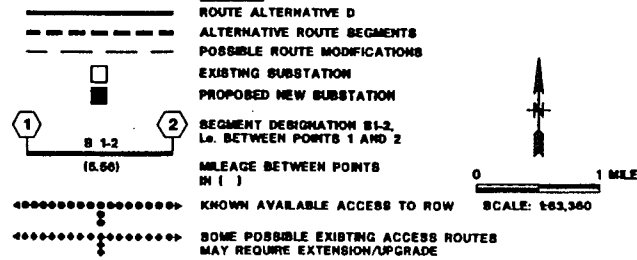 ROUTE ALTERNATIVE D
ALTERNATIVE ROUTE SEGMENTS
POSSIBLE ROUTE MODIFICATIONS
EXISTING SUBSTATION
PROPOSED NEW SUBSTATION
1 2
S 1-2
(5.56)
SEGMENT DESIGNATION S1-2,
i.e. BETWEEN POINTS 1 AND 2
MILEAGE BETWEEN POINTS
IN ( )
KNOWN AVAILABLE ACCESS TO ROW
SOME POSSIBLE EXISTING ACCESS ROUTES
MAY REQUIRE EXTENSION/UPGRADE
N
0 1 MILE
SCALE: 1:63,360